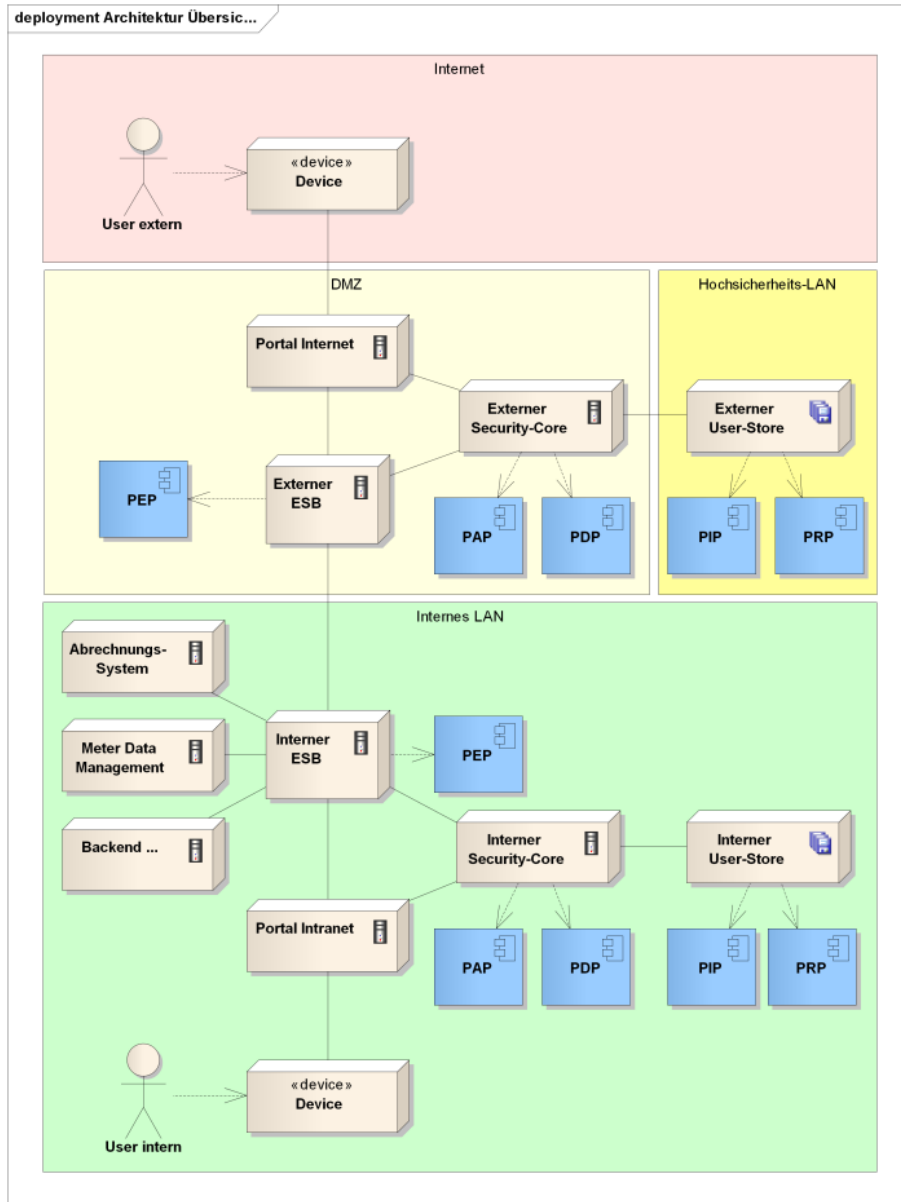 deployment Architektur Übersic...
Internet
«device»
Device
User extern
DMZ
Hochsicherheits-LAN
Portal Internet
Externer
Security-Core
Externer
User-Store
Externer
ESB
PEP
PAP
PDP
PIP
PRP
Internes LAN
Abrechnungs-
System
Meter Data
Management
Backend ...
Interner
ESB
PEP
Interner
Security-Core
Interner
User-Store
Portal Intranet
PAP
PDP
PIP
PRP
«device»
Device
User intern